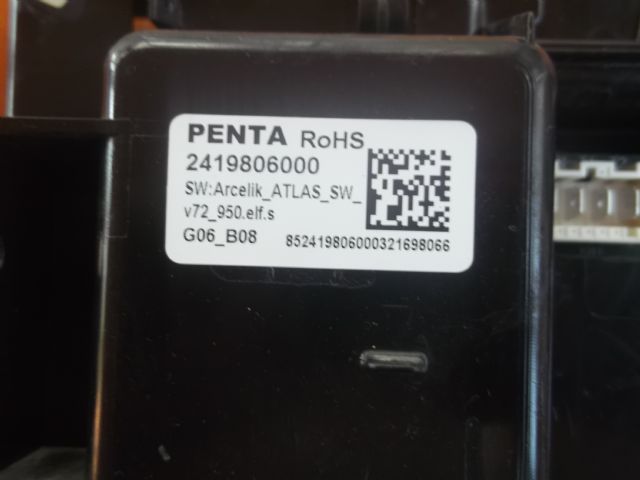 PENTA RoHS
2419806000
SW:Arcelik_ATLAS_SW_
v72_950.elf.s
G06_B08 852419806000321698066